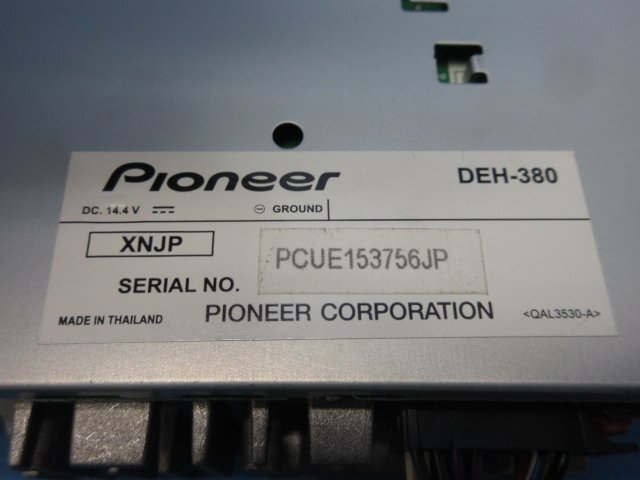 Pioneer DEH-380
DC. 14.4 V ⎓ ⊖ GROUND
XNJP
SERIAL NO. PCUE153756JP
MADE IN THAILAND PIONEER CORPORATION <QAL3530-A>